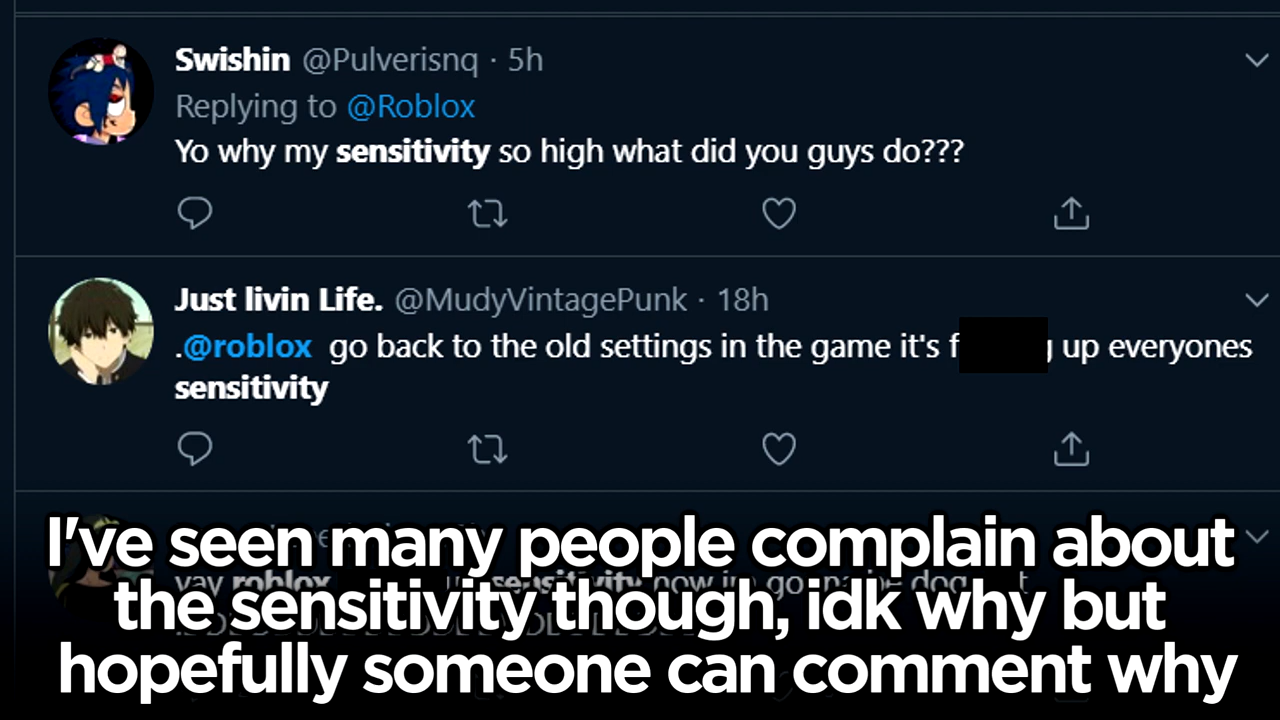 Swishin @Pulverisnq · 5h
Replying to @Roblox
Yo why my sensitivity so high what did you guys do???
Just livin Life. @MudyVintagePunk · 18h
.@roblox go back to the old settings in the game it's f g up everyones
sensitivity
yay roblox sensitivity now im
I've seen many people complain about
the sensitivity though, idk why but
hopefully someone can comment why